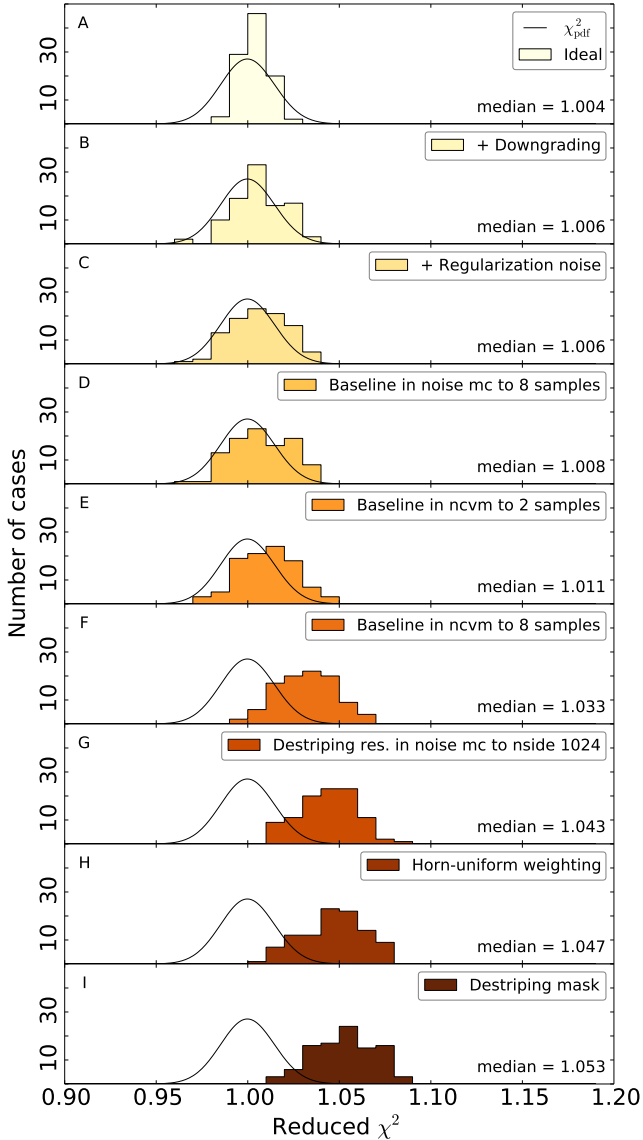 A
χ²pdf
Ideal
median = 1.004
30
10
B
+ Downgrading
median = 1.006
30
10
C
+ Regularization noise
median = 1.006
30
10
D
Baseline in noise mc to 8 samples
median = 1.008
30
10
E
Baseline in ncvm to 2 samples
median = 1.011
30
10
F
Baseline in ncvm to 8 samples
median = 1.033
30
10
G
Destriping res. in noise mc to nside 1024
median = 1.043
30
10
H
Horn-uniform weighting
median = 1.047
30
10
I
Destriping mask
median = 1.053
30
10
Number of cases
0.90 0.95 1.00 1.05 1.10 1.15 1.20
Reduced χ²